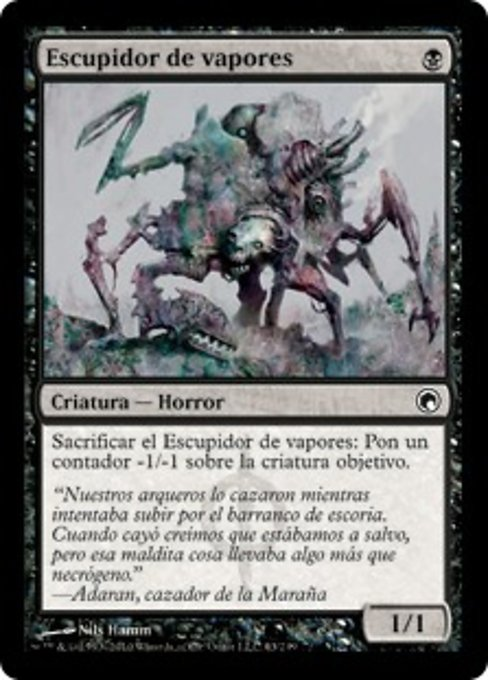 Escupidor de vapores
Criatura — Horror
Sacrificar el Escupidor de vapores: Pon un
contador -1/-1 sobre la criatura objetivo.
“Nuestros arqueros lo cazaron mientras
intentaba subir por el barranco de escoria.
Cuando cayó creímos que estábamos a salvo,
pero esa maldita cosa llevaba algo más que
necrógeno.”
—Adaran, cazador de la Maraña
1/1
Nils Hamm